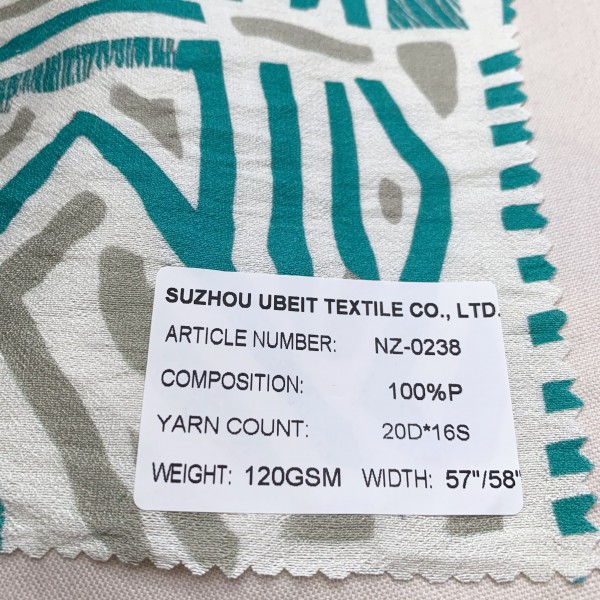 SUZHOU UBEIT TEXTILE CO., LTD.
ARTICLE NUMBER: NZ-0238
COMPOSITION: 100%P
YARN COUNT: 20D*16S
WEIGHT: 120GSM WIDTH: 57"/58"